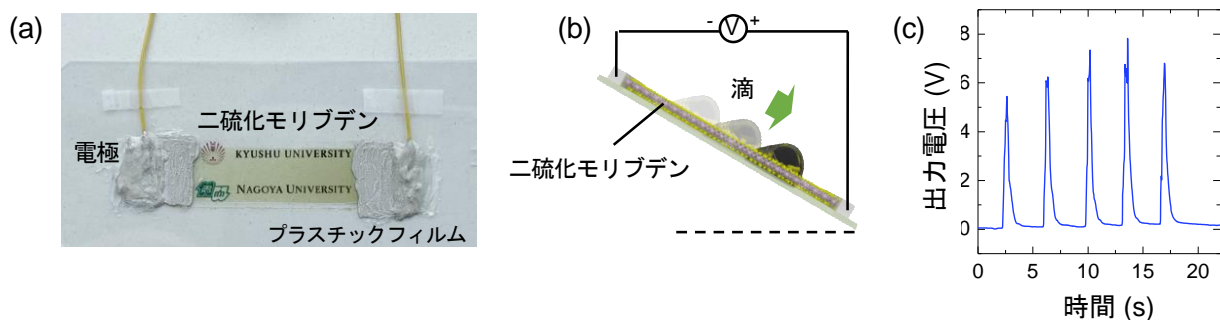 (a)
二硫化モリブデン
電極
KYUSHU UNIVERSITY
NAGOYA UNIVERSITY
プラスチックフィルム
(b)
- V +
滴
二硫化モリブデン
(c)
出力電圧 (V)
8
6
4
2
0
0 5 10 15 20
時間 (s)